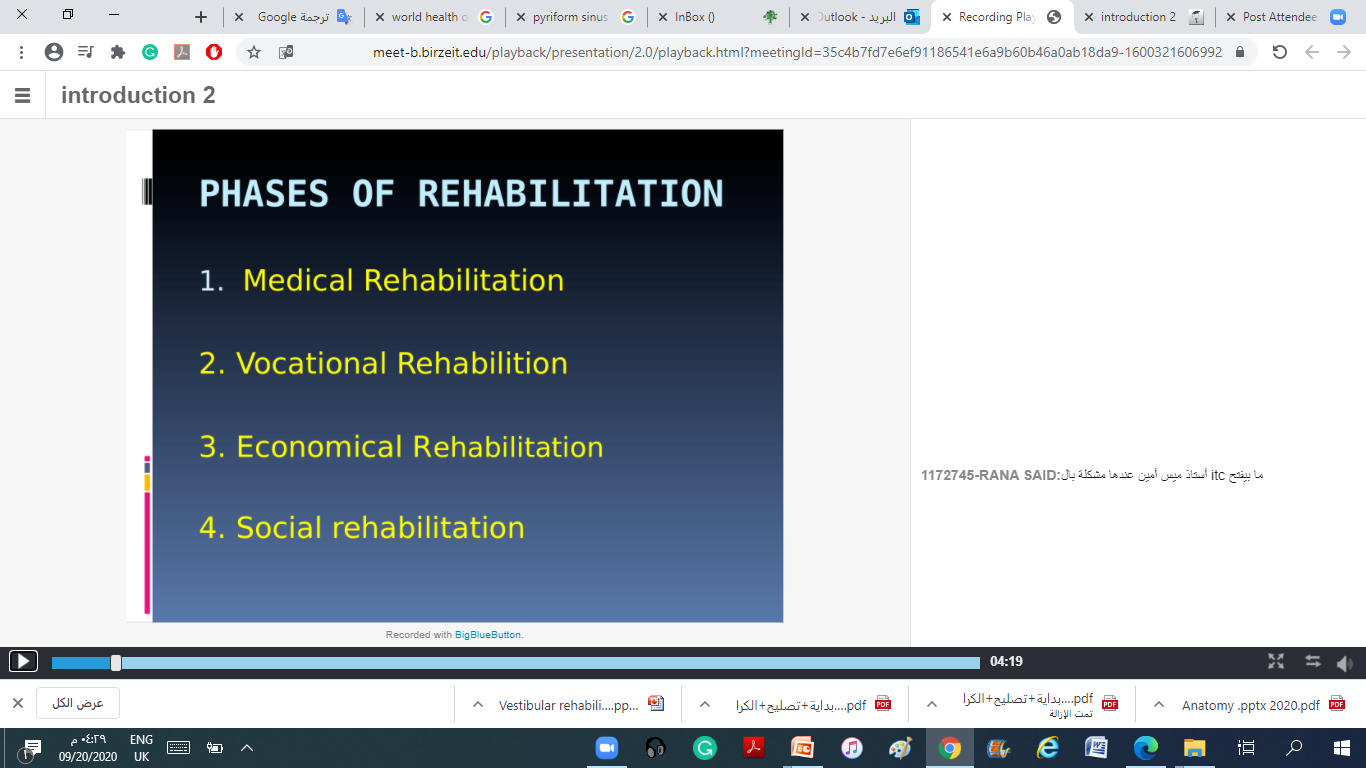 ترجمة Google
world health o
pyriform sinus
InBox ()
Outlook - البريد
Recording Play
introduction 2
Post Attendee
meet-b.birzeit.edu/playback/presentation/2.0/playback.html?meetingId=35c4b7fd7e6ef91186541e6a9b60b46a0ab18da9-1600321606992
introduction 2
PHASES OF REHABILITATION
1. Medical Rehabilitation
2. Vocational Rehabilition
3. Economical Rehabilitation
4. Social rehabilitation
1172745-RANA SAID:ما بيفتح itc أستاذ ميس أمين عندها مشكلة بال
Recorded with BigBlueButton.
04:19
عرض الكل
Vestibular rehabili....pp...
بداية+تصليح+الكرا....pdf
بداية+تصليح+الكرا....pdf
تمت الإزالة
Anatomy .pptx 2020.pdf
٠٤:٢٩ م
ENG
09/20/2020
UK